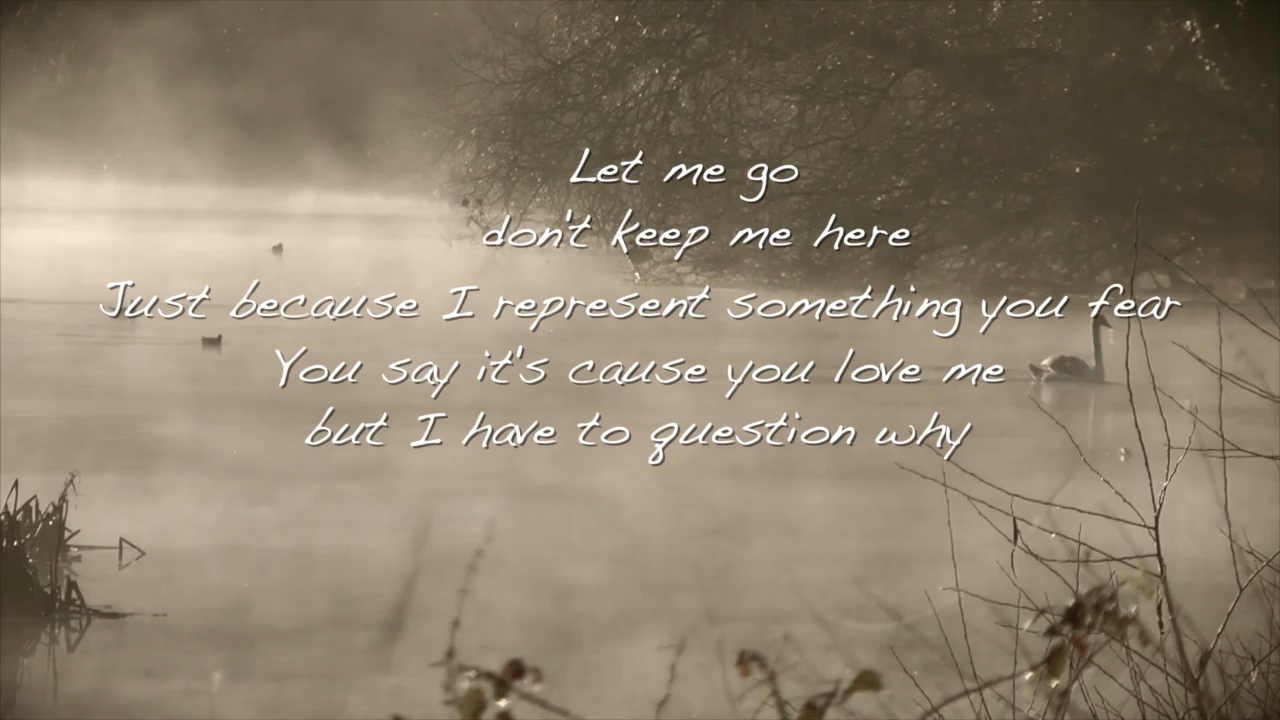 Let me go
don't keep me here
Just because I represent something you fear
You say it's cause you love me
but I have to question why